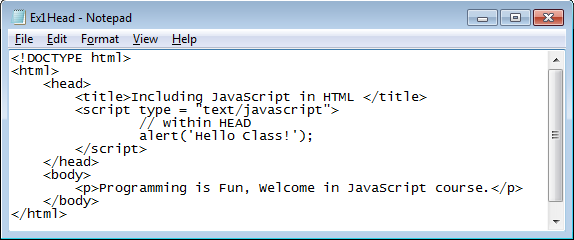 Ex1Head - Notepad
File Edit Format View Help
<!DOCTYPE html>
<html>
    <head>
        <title>Including JavaScript in HTML </title>
        <script type = "text/javascript">
                // within HEAD
                alert('Hello Class!');
        </script>
    </head>
    <body>
        <p>Programming is Fun, Welcome in JavaScript course.</p>
    </body>
</html>